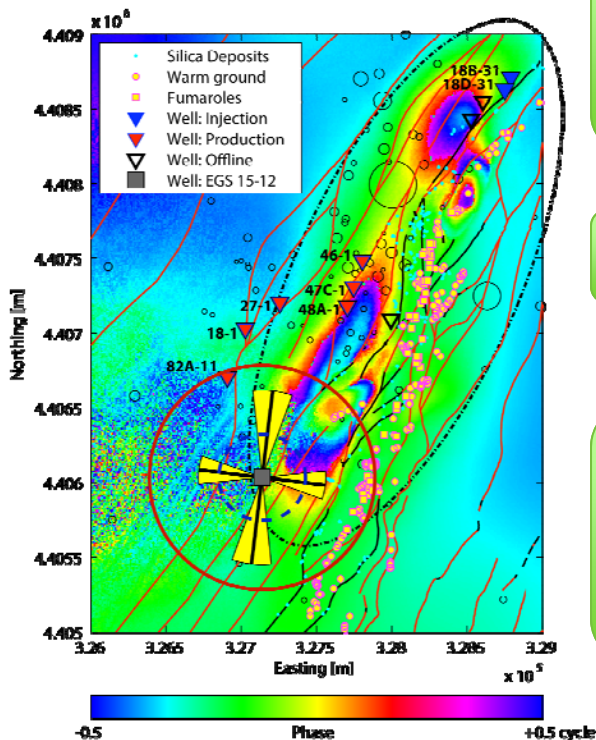 x 10⁶
4.409
4.4085
4.408
4.4075
4.407
4.4065
4.406
4.4055
4.405
Northing [m]
Silica Deposits
Warm ground
Fumaroles
Well: Injection
Well: Production
Well: Offline
Well: EGS 15-12
18B-31
18D-31
46-1
47C-1
27-1
48A-1
18-1
82A-11
3.26 3.265 3.27 3.275 3.28 3.285 3.29
Easting [m]
x 10⁵
-0.5 Phase +0.5 cycle